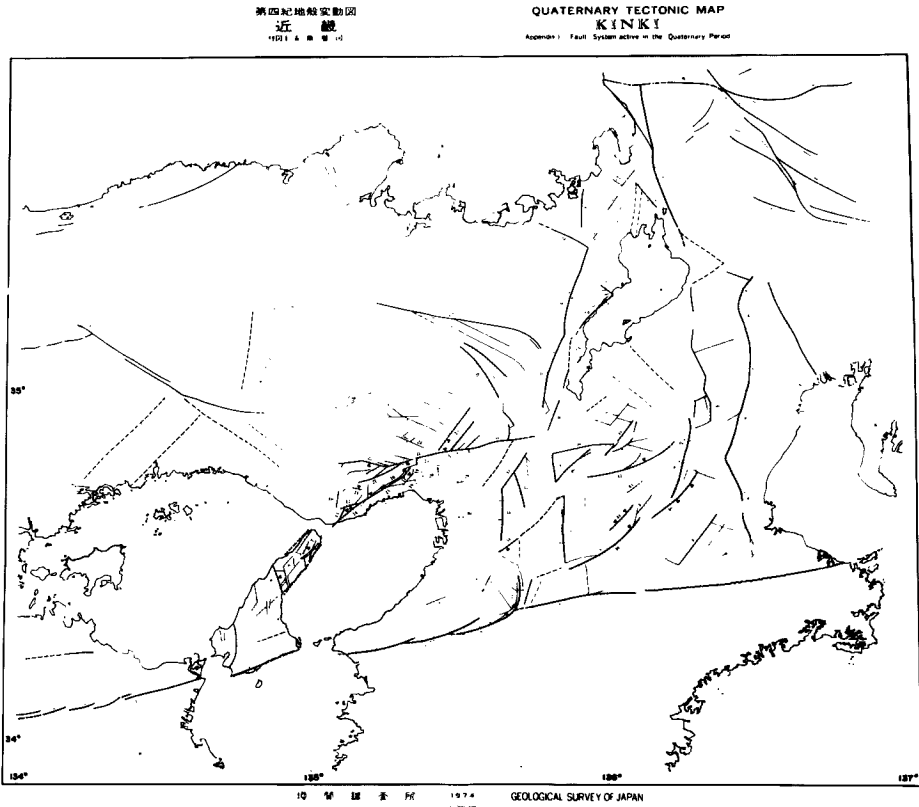 第四紀地殻変動図
近畿
QUATERNARY TECTONIC MAP
KINKI
Appendix 1 Fault System active in the Quaternary Period
35°
34°
134°
135°
136°
137°
1974
GEOLOGICAL SURVEY OF JAPAN